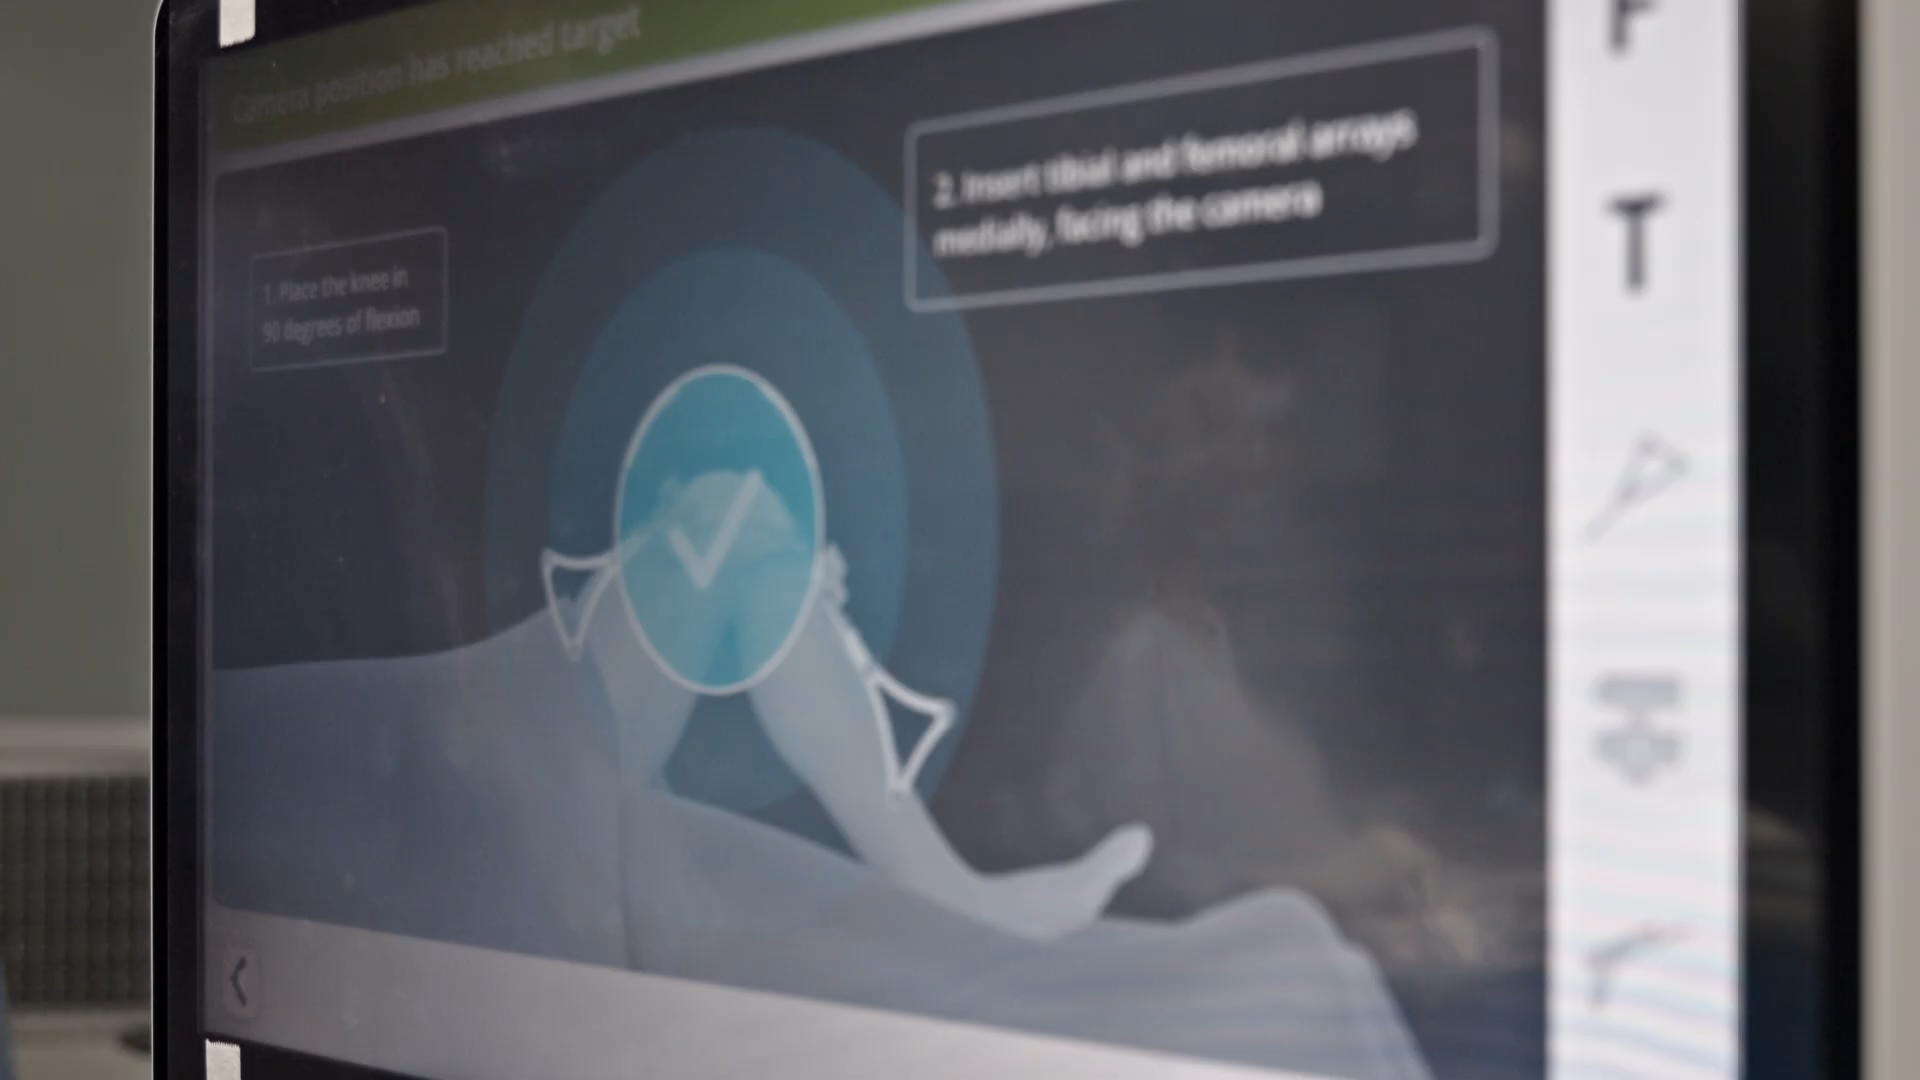 Camera position has reached target
1. Place the knee in
90 degrees of flexion
2. Insert tibial and femoral arrays
medially, facing the camera
F
T